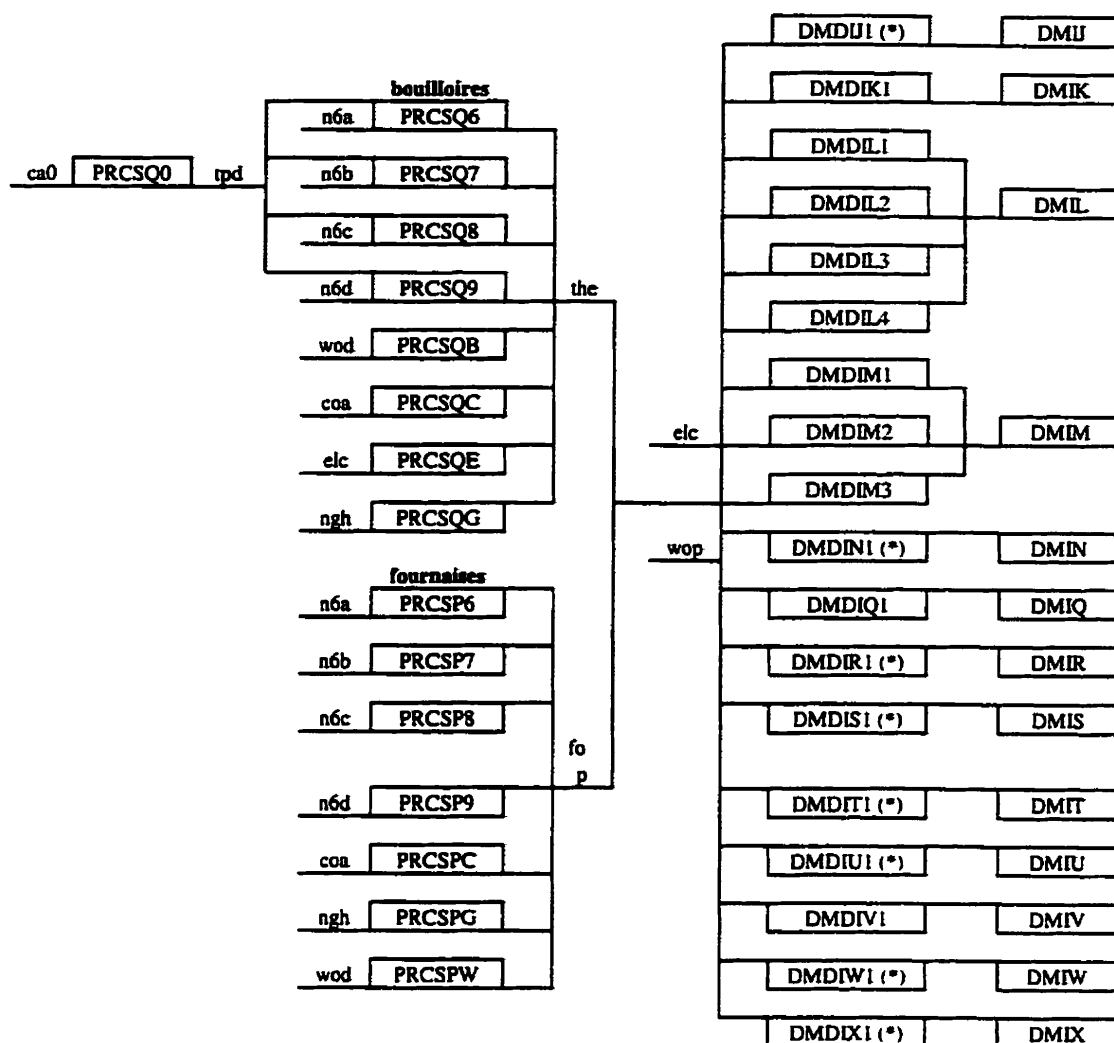 DMDIJ1 (*) DMIJ
bouilloires
DMDIK1 DMIK
n6a PRCSQ6
DMDIL1
ca0 PRCSQ0 tpd n6b PRCSQ7
DMDIL2 DMIL
n6c PRCSQ8
DMDIL3
n6d PRCSQ9 the
DMDIL4
wod PRCSQB
DMDIM1
coa PRCSQC
elc DMDIM2 DMIM
elc PRCSQE
DMDIM3
ngh PRCSQG
wop DMDIN1 (*) DMIN
fournaises
n6a PRCSP6 DMDIQ1 DMIQ
n6b PRCSP7 DMDIR1 (*) DMIR
n6c PRCSP8 DMDIS1 (*) DMIS
fo
p
n6d PRCSP9 DMDIT1 (*) DMIT
coa PRCSPC DMDIU1 (*) DMIU
ngh PRCSPG DMDIV1 DMIV
wod PRCSPW DMDIW1 (*) DMIW
DMDIX1 (*) DMIX